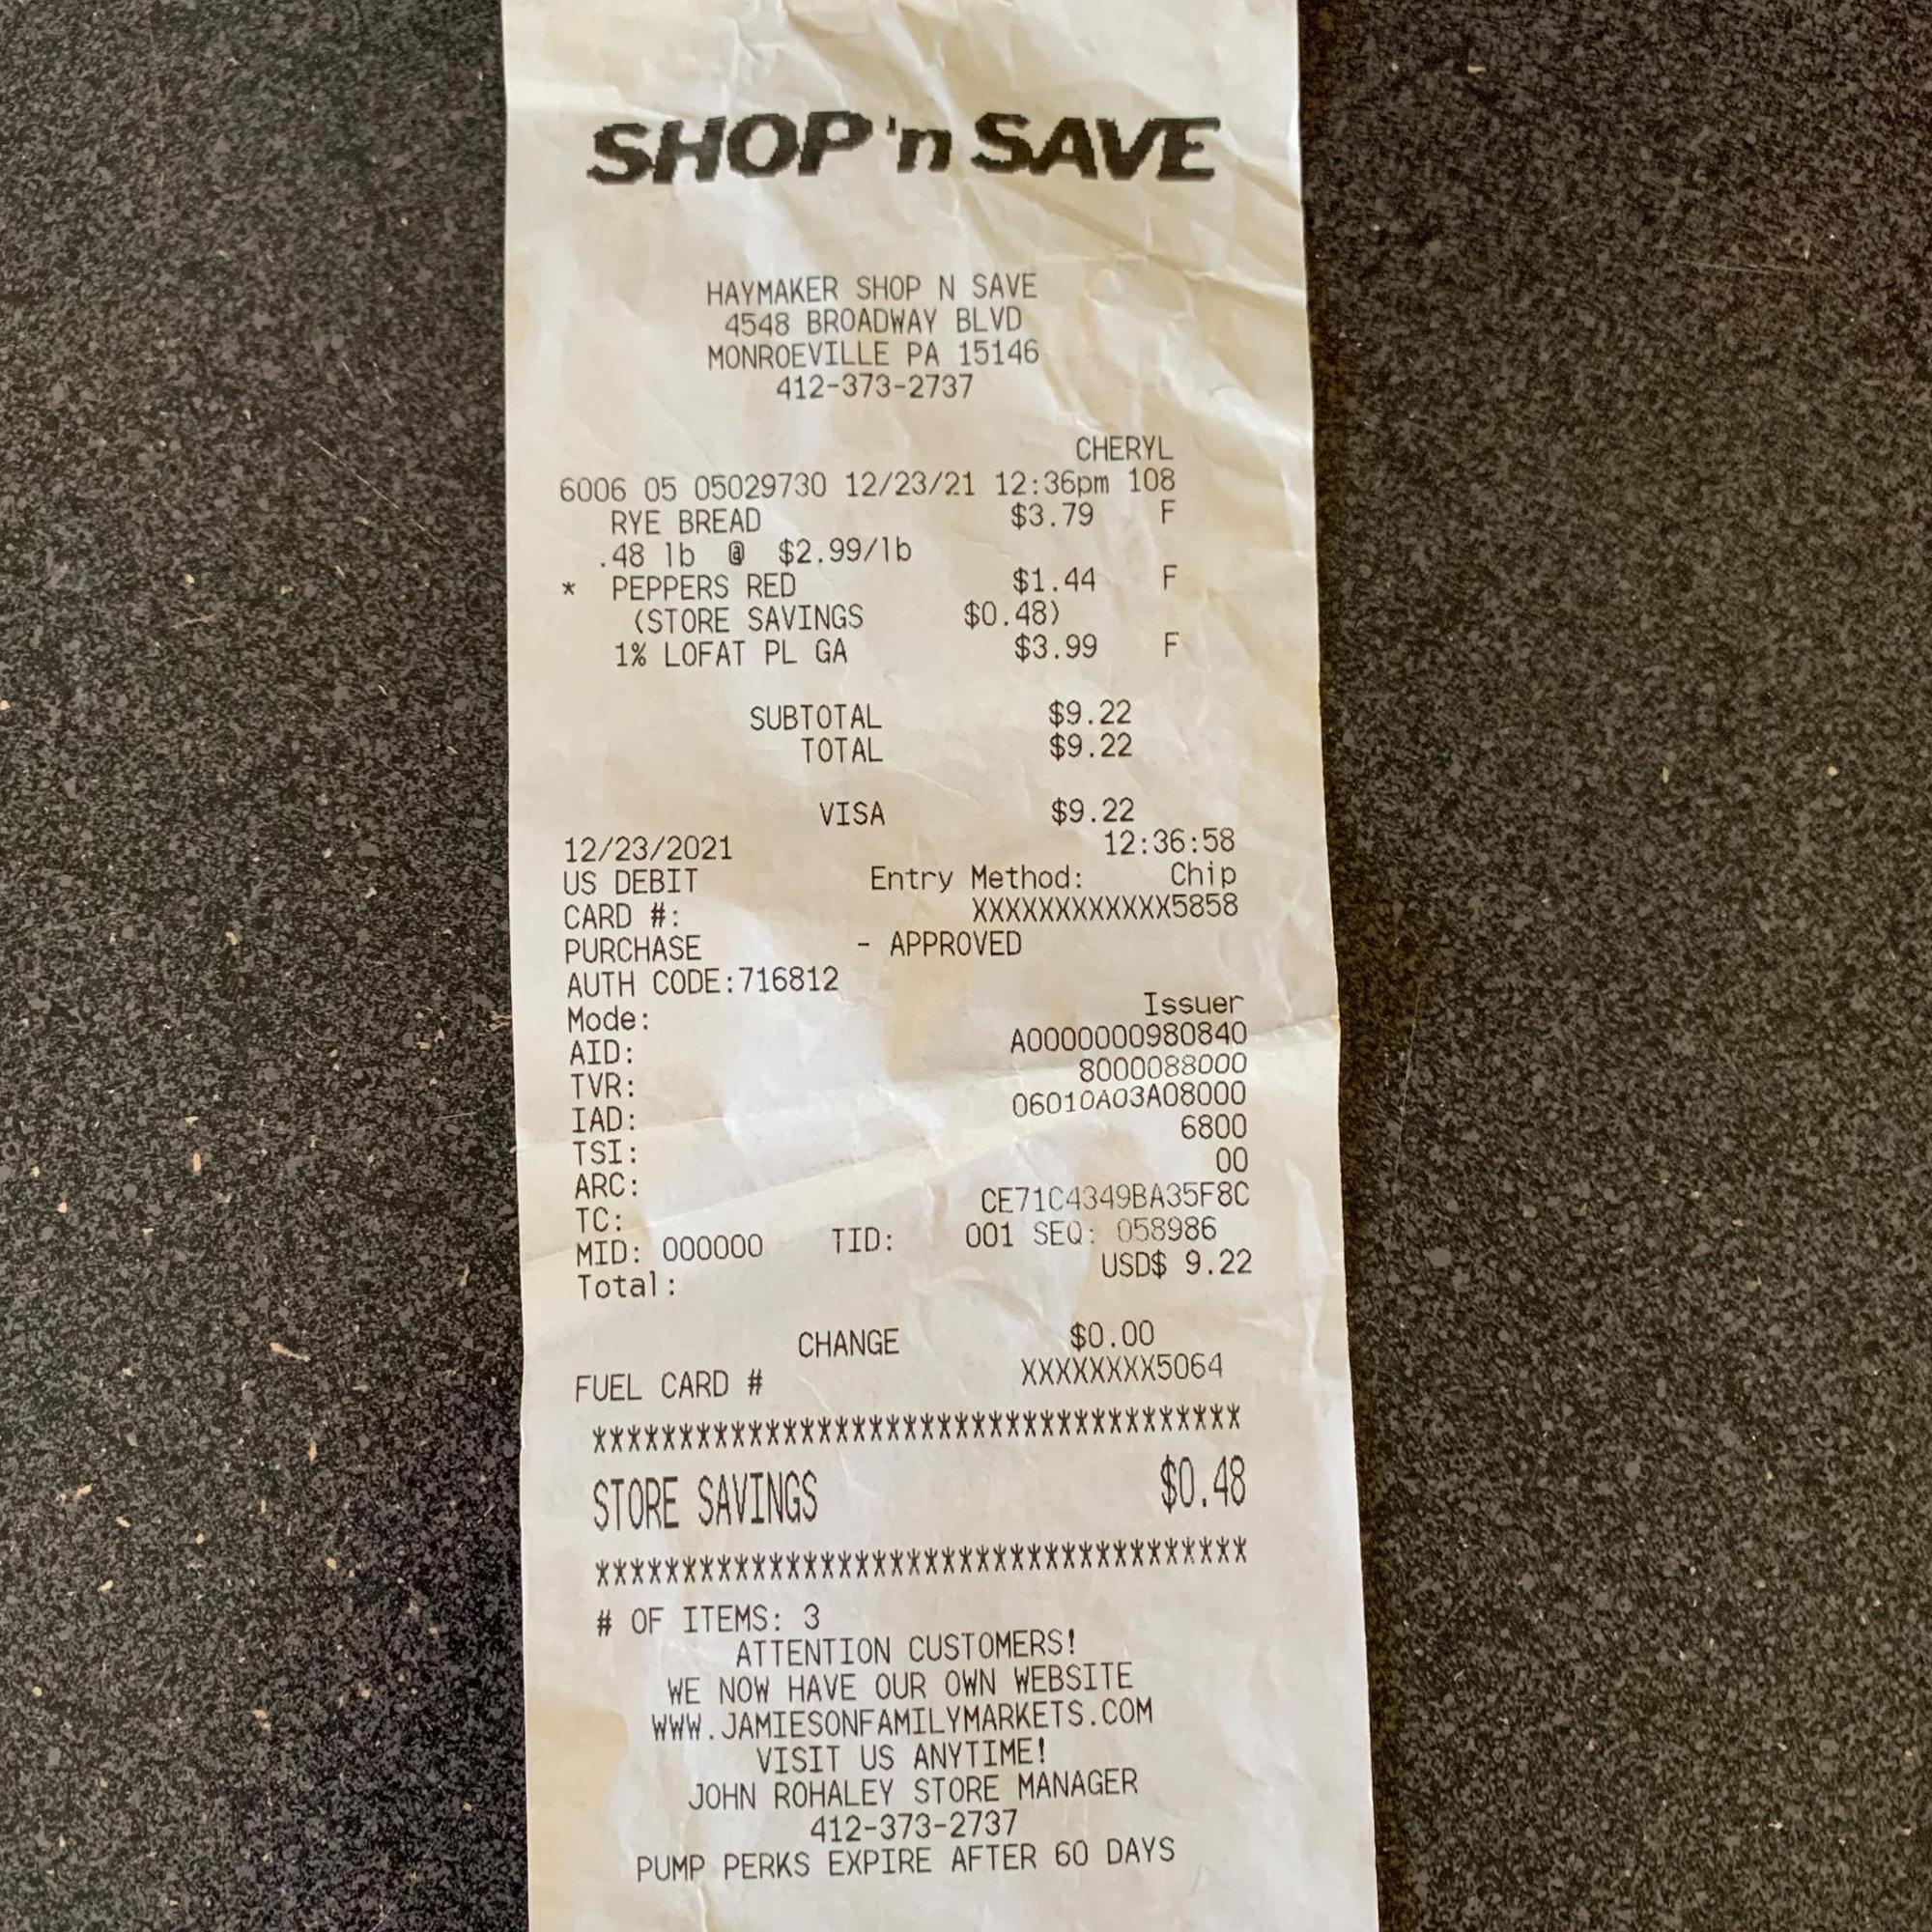 SHOP 'n SAVE
HAYMAKER SHOP N SAVE
4548 BROADWAY BLVD
MONROEVILLE PA 15146
412-373-2737
CHERYL
6006 05 05029730 12/23/21 12:36pm 108
RYE BREAD $3.79 F
.48 lb @ $2.99/lb
* PEPPERS RED $1.44 F
(STORE SAVINGS $0.48)
1% LOFAT PL GA $3.99 F
SUBTOTAL $9.22
TOTAL $9.22
VISA $9.22
12/23/2021 12:36:58
US DEBIT Entry Method: Chip
CARD #: XXXXXXXXXXXX5858
PURCHASE - APPROVED
AUTH CODE:716812
Mode: Issuer
AID: A0000000980840
TVR: 8000088000
IAD: 06010A03A08000
TSI: 6800
ARC: 00
TC: CE71C4349BA35F8C
MID: 000000 TID: 001 SEQ: 058986
Total: USD$ 9.22
CHANGE $0.00
FUEL CARD # XXXXXXXX5064
**************************************
STORE SAVINGS $0.48
**************************************
# OF ITEMS: 3
ATTENTION CUSTOMERS!
WE NOW HAVE OUR OWN WEBSITE
WWW.JAMIESONFAMILYMARKETS.COM
VISIT US ANYTIME!
JOHN ROHALEY STORE MANAGER
412-373-2737
PUMP PERKS EXPIRE AFTER 60 DAYS